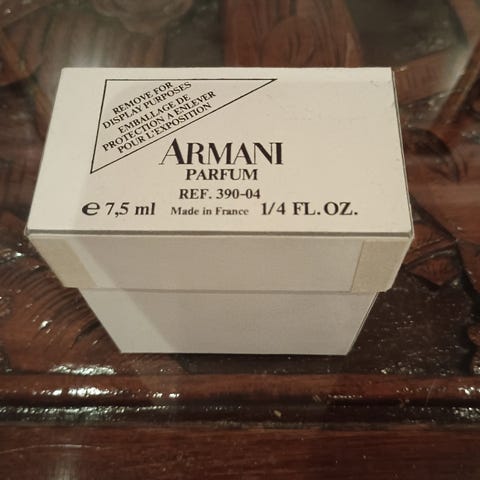 REMOVE FOR
DISPLAY PURPOSES
EMBALLAGE DE
PROTECTION A ENLEVER
POUR L'EXPOSITION
ARMANI
PARFUM
REF. 390-04
℮ 7,5 ml Made in France 1/4 FL. OZ.